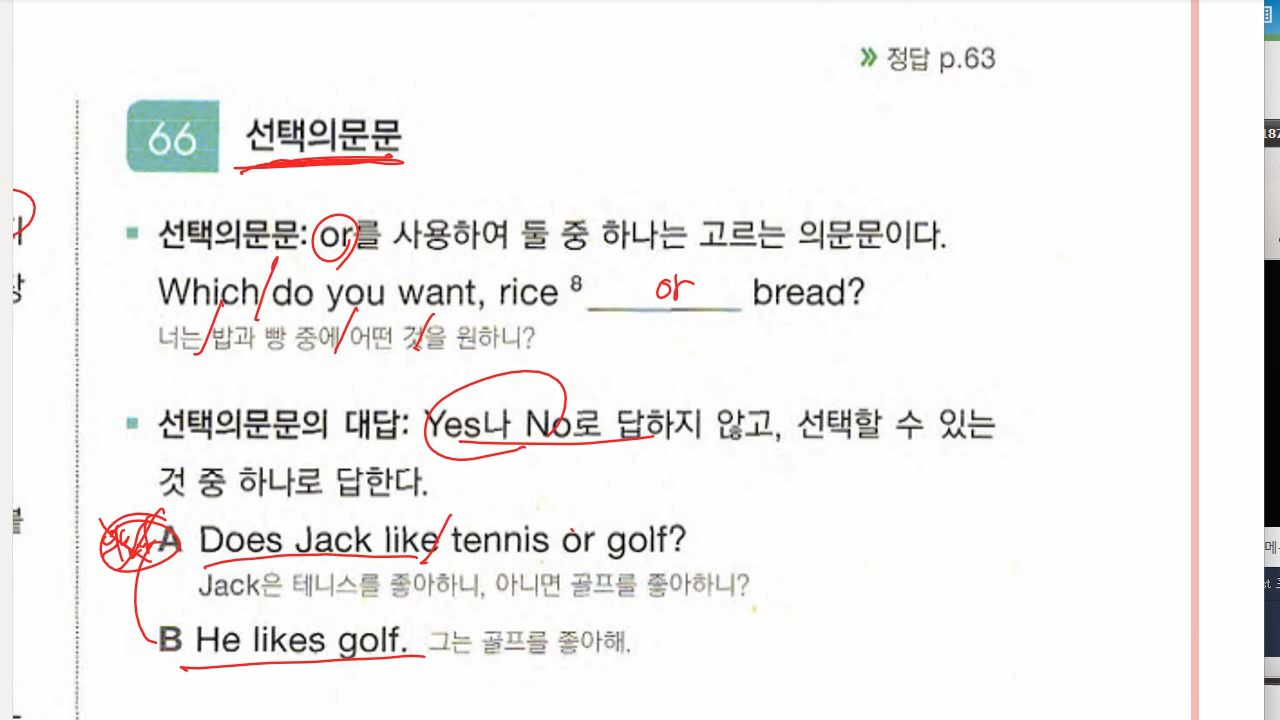 » 정답 p.63
66 선택의문문
선택의문문: or를 사용하여 둘 중 하나는 고르는 의문문이다.
Which do you want, rice 8 or bread?
너는 밥과 빵 중에 어떤 것을 원하니?
선택의문문의 대답: Yes나 No로 답하지 않고, 선택할 수 있는
것 중 하나로 답한다.
A Does Jack like tennis or golf?
Jack은 테니스를 좋아하니, 아니면 골프를 좋아하니?
B He likes golf. 그는 골프를 좋아해.